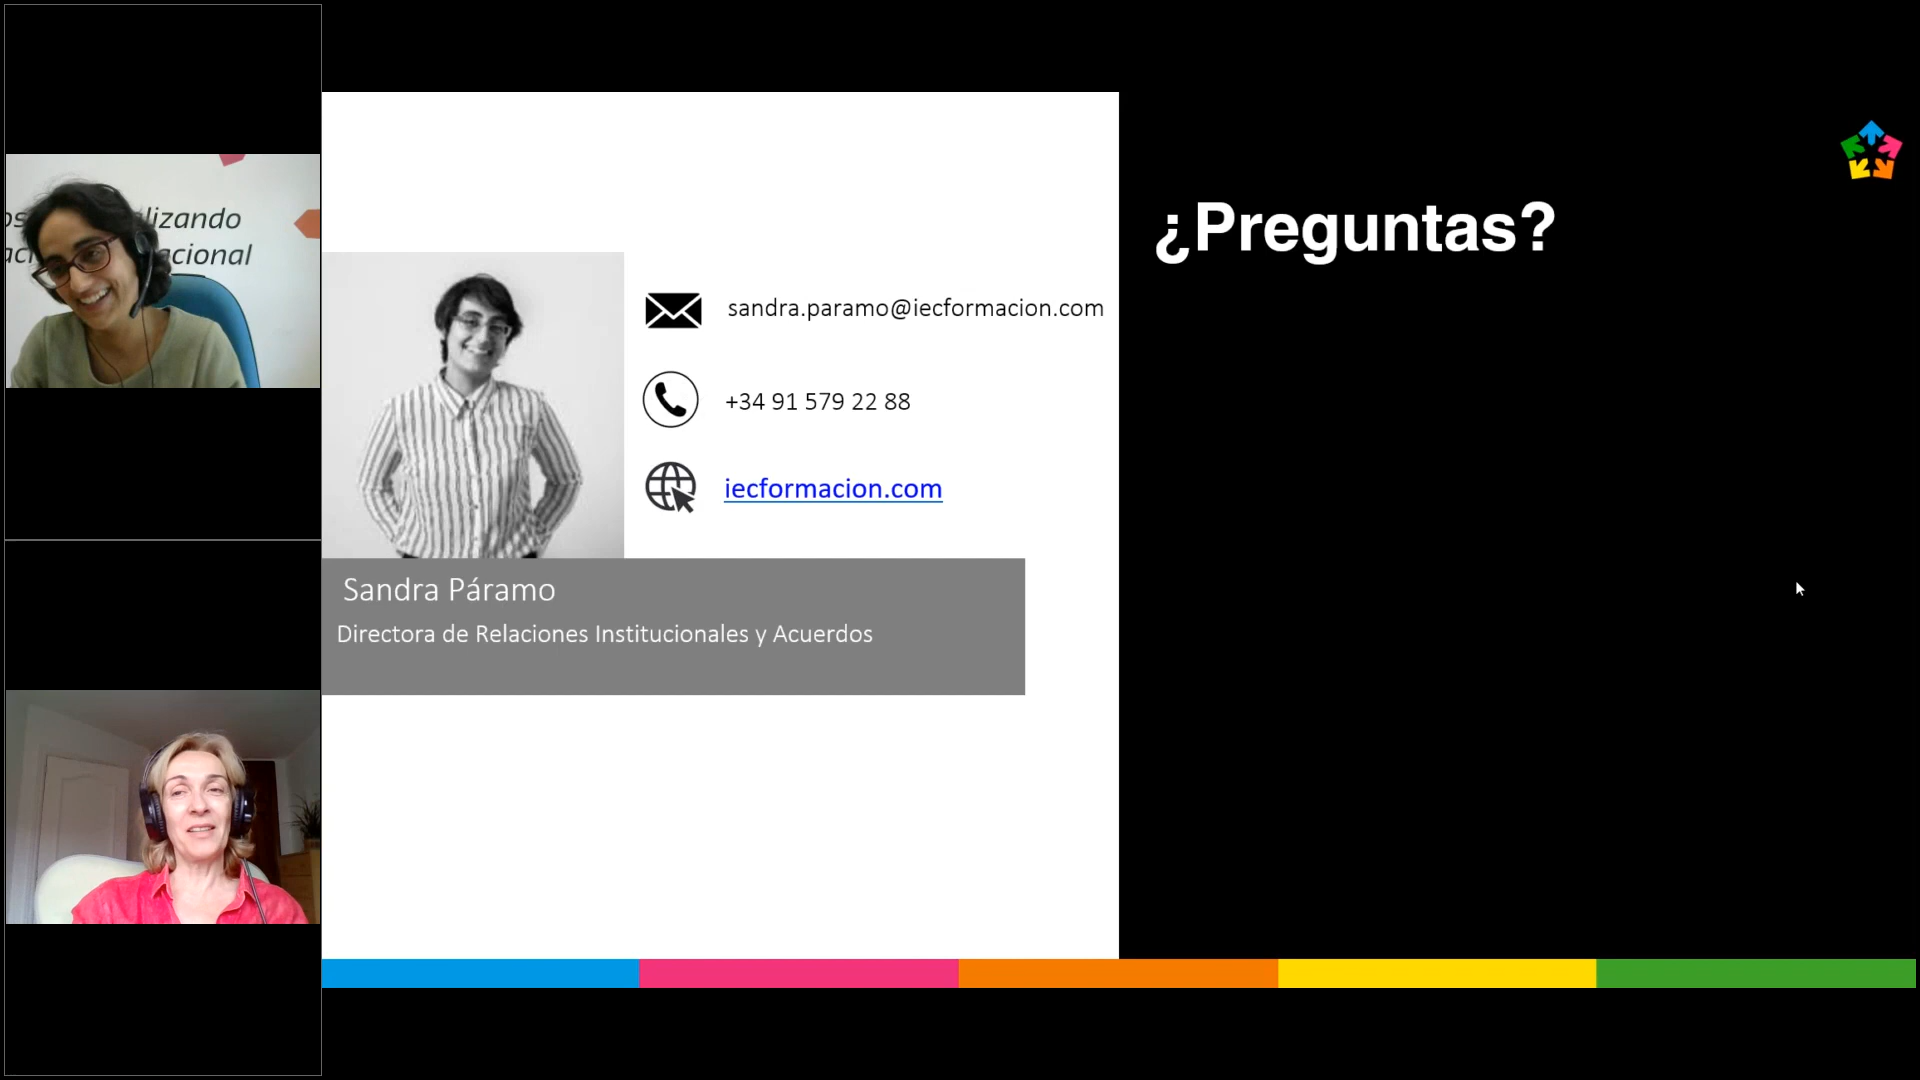 lizando
acional
¿Preguntas?
sandra.paramo@iecformacion.com
+34 91 579 22 88
iecformacion.com
Sandra Páramo
Directora de Relaciones Institucionales y Acuerdos